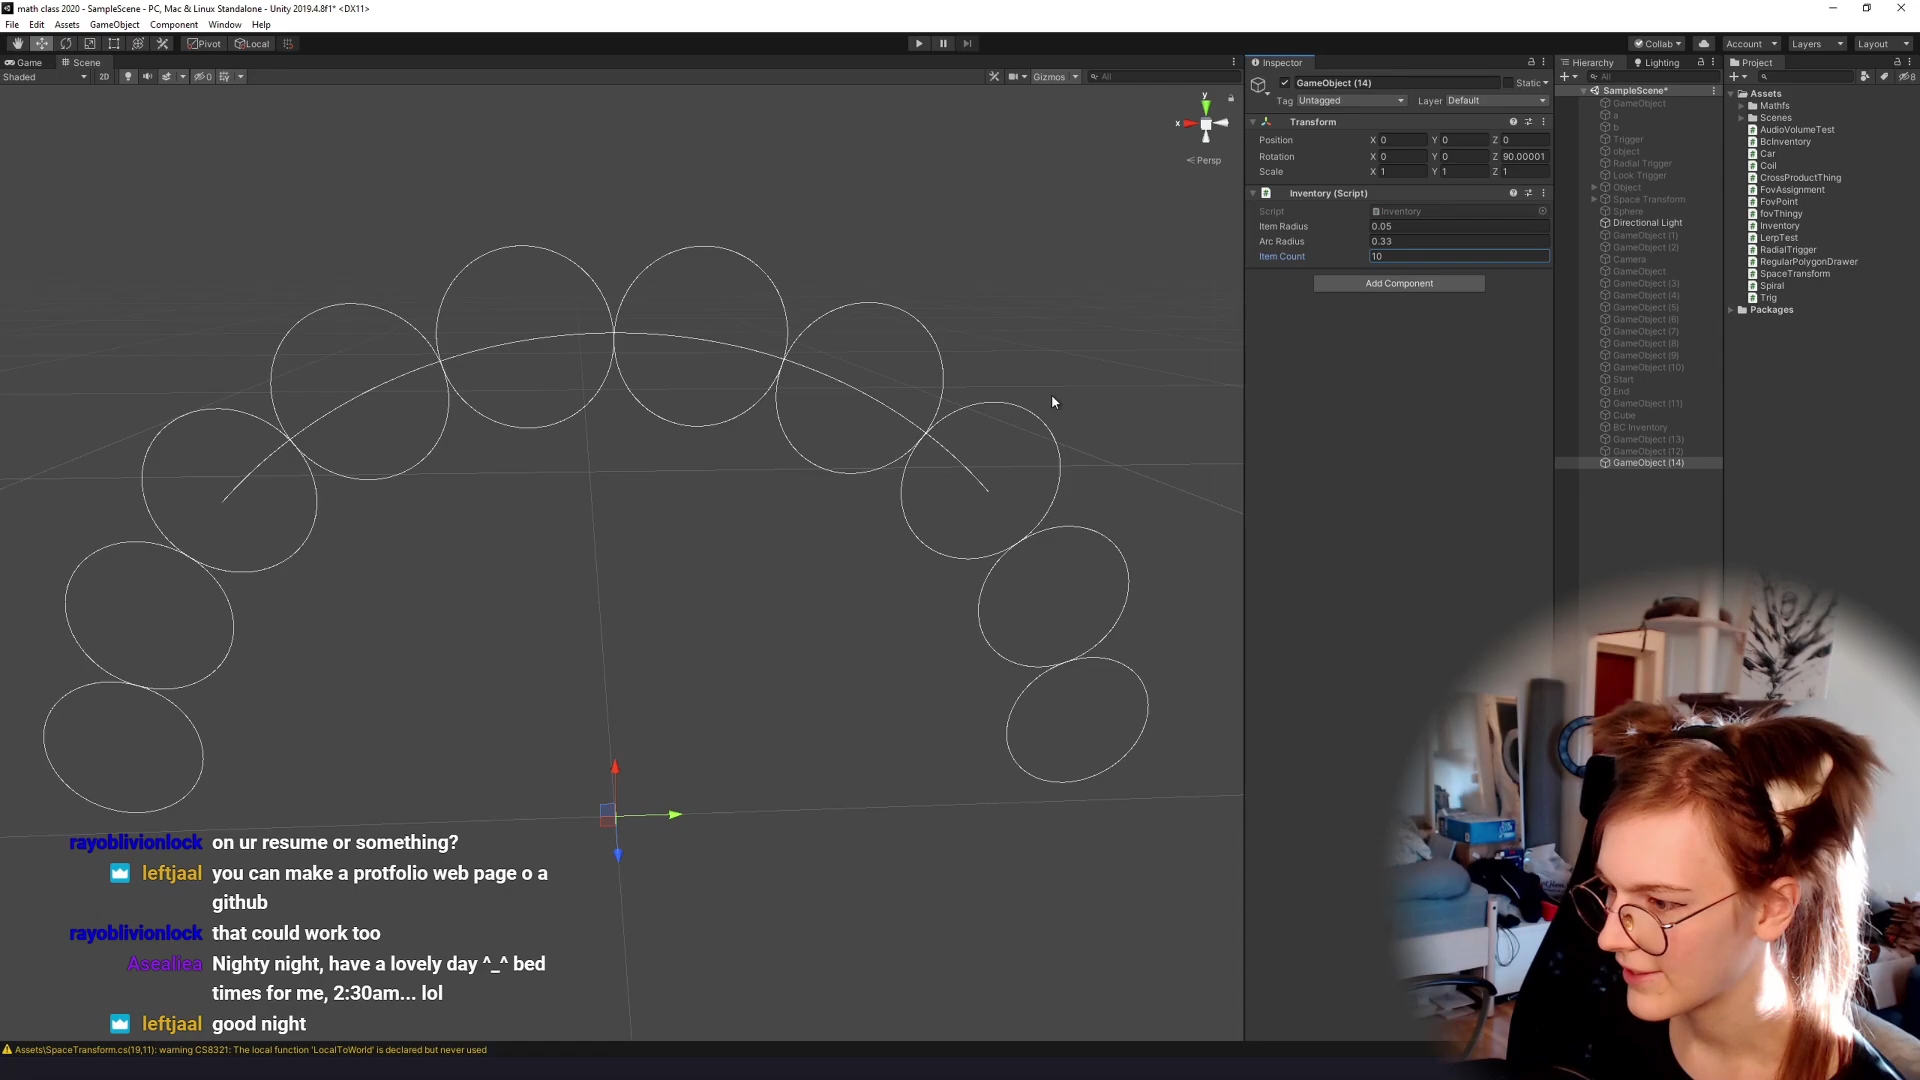 math class 2020 - SampleScene - PC, Mac & Linux Standalone - Unity 2019.4.8f1* <DX11>
File Edit Assets GameObject Component Window Help
Pivot Local
Collab Account Layers Layout
Game Scene
Shaded 2D 0 Gizmos All
y
x
Persp
Inspector
GameObject (14) Static
Tag Untagged Layer Default
Transform
Position X 0 Y 0 Z 0
Rotation X 0 Y 0 Z 90.00001
Scale X 1 Y 1 Z 1
Inventory (Script)
Script Inventory
Item Radius 0.05
Arc Radius 0.33
Item Count 10
Add Component
Hierarchy Lighting
All
SampleScene*
GameObject
a
b
Trigger
object
Radial Trigger
Look Trigger
Object
Space Transform
Sphere
Directional Light
GameObject (1)
GameObject (2)
Camera
GameObject
GameObject (3)
GameObject (4)
GameObject (5)
GameObject (6)
GameObject (7)
GameObject (8)
GameObject (9)
GameObject (10)
Start
End
GameObject (11)
Cube
BC Inventory
GameObject (13)
GameObject (12)
GameObject (14)
Project
8
Assets
Mathfs
Scenes
AudioVolumeTest
BcInventory
Car
Coil
CrossProductThing
FovAssignment
FovPoint
fovThingy
Inventory
LerpTest
RadialTrigger
RegularPolygonDrawer
SpaceTransform
Spiral
Trig
Packages
rayoblivionlock on ur resume or something?
leftjaal you can make a protfolio web page o a
github
rayoblivionlock that could work too
Asealiea Nighty night, have a lovely day ^_^ bed
times for me, 2:30am... lol
leftjaal good night
Assets\SpaceTransform.cs(19,11): warning CS8321: The local function 'LocalToWorld' is declared but never used